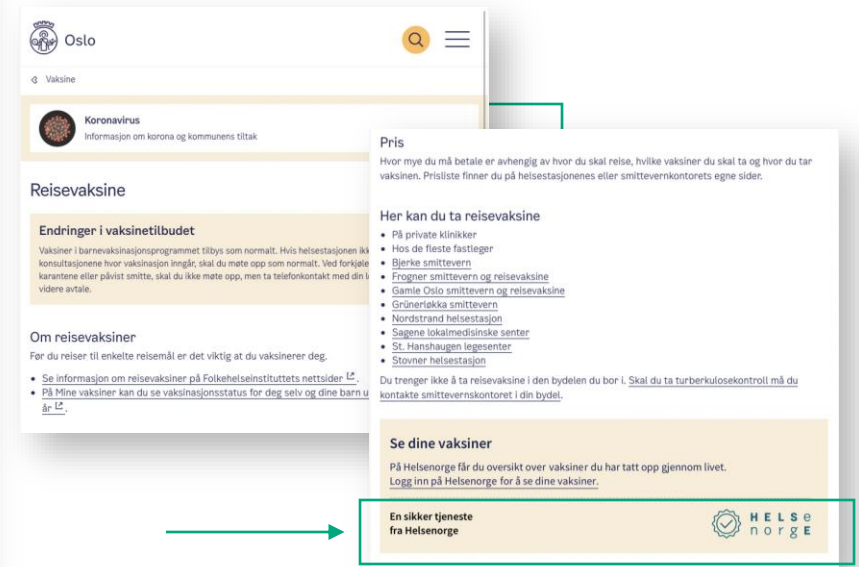 Oslo
Vaksine
Koronavirus
Informasjon om korona og kommunens tiltak
Reisevaksine
Endringer i vaksinetilbudet
Vaksiner i barnevaksinasjonsprogrammet tilbys som normalt. Hvis helsestasjonen ikk
konsultasjonene hvor vaksinasjon inngår, skal du møte opp som normalt. Ved forkjøle
karantene eller påvist smitte, skal du ikke møte opp, men ta telefonkontakt med din l
videre avtale.
Om reisevaksiner
Før du reiser til enkelte reisemål er det viktig at du vaksinerer deg.
• Se informasjon om reisevaksiner på Folkehelseinstituttets nettsider.
• På Mine vaksiner kan du se vaksinasjonsstatus for deg selv og dine barn u
år.
Pris
Hvor mye du må betale er avhengig av hvor du skal reise, hvilke vaksiner du skal ta og hvor du tar
vaksinen. Prisliste finner du på helsestasjonenes eller smittevernkontorets egne sider.
Her kan du ta reisevaksine
• På private klinikker
• Hos de fleste fastleger
• Bjerke smittevern
• Frogner smittevern og reisevaksine
• Gamle Oslo smittevern og reisevaksine
• Grünerløkka smittevern
• Nordstrand helsestasjon
• Sagene lokalmedisinske senter
• St. Hanshaugen legesenter
• Stovner helsestasjon
Du trenger ikke å ta reisevaksine i den bydelen du bor i. Skal du ta turberkulosekontroll må du
kontakte smittevernskontoret i din bydel.
Se dine vaksiner
På Helsenorge får du oversikt over vaksiner du har tatt opp gjennom livet.
Logg inn på Helsenorge for å se dine vaksiner.
En sikker tjeneste
fra Helsenorge
HELSe
norgE